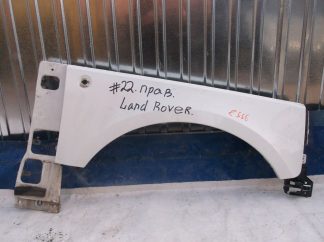 #22. прав.
Land Rover.